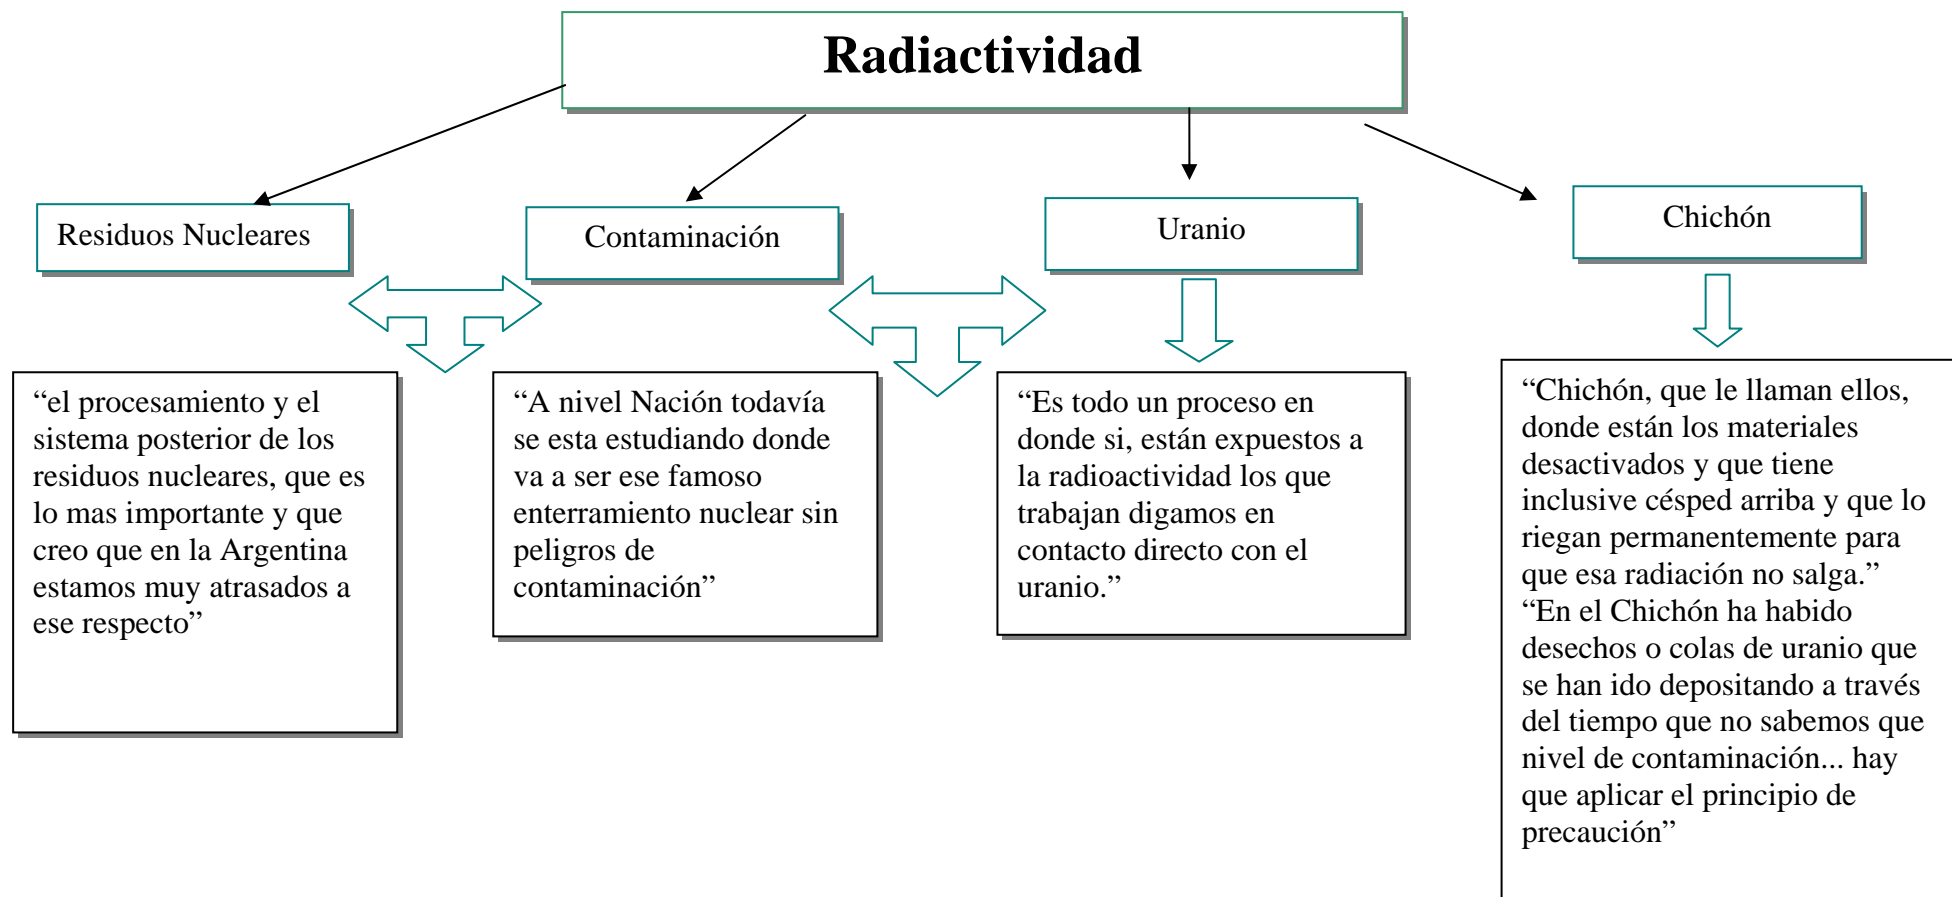 Radiactividad
Residuos Nucleares
Contaminación
Uranio
Chichón
“el procesamiento y el
sistema posterior de los
residuos nucleares, que es
lo mas importante y que
creo que en la Argentina
estamos muy atrasados a
ese respecto”
“A nivel Nación todavía
se esta estudiando donde
va a ser ese famoso
enterramiento nuclear sin
peligros de
contaminación”
“Es todo un proceso en
donde si, están expuestos a
la radioactividad los que
trabajan digamos en
contacto directo con el
uranio.”
“Chichón, que le llaman ellos,
donde están los materiales
desactivados y que tiene
inclusive césped arriba y que lo
riegan permanentemente para
que esa radiación no salga.”
“En el Chichón ha habido
desechos o colas de uranio que
se han ido depositando a través
del tiempo que no sabemos que
nivel de contaminación... hay
que aplicar el principio de
precaución”